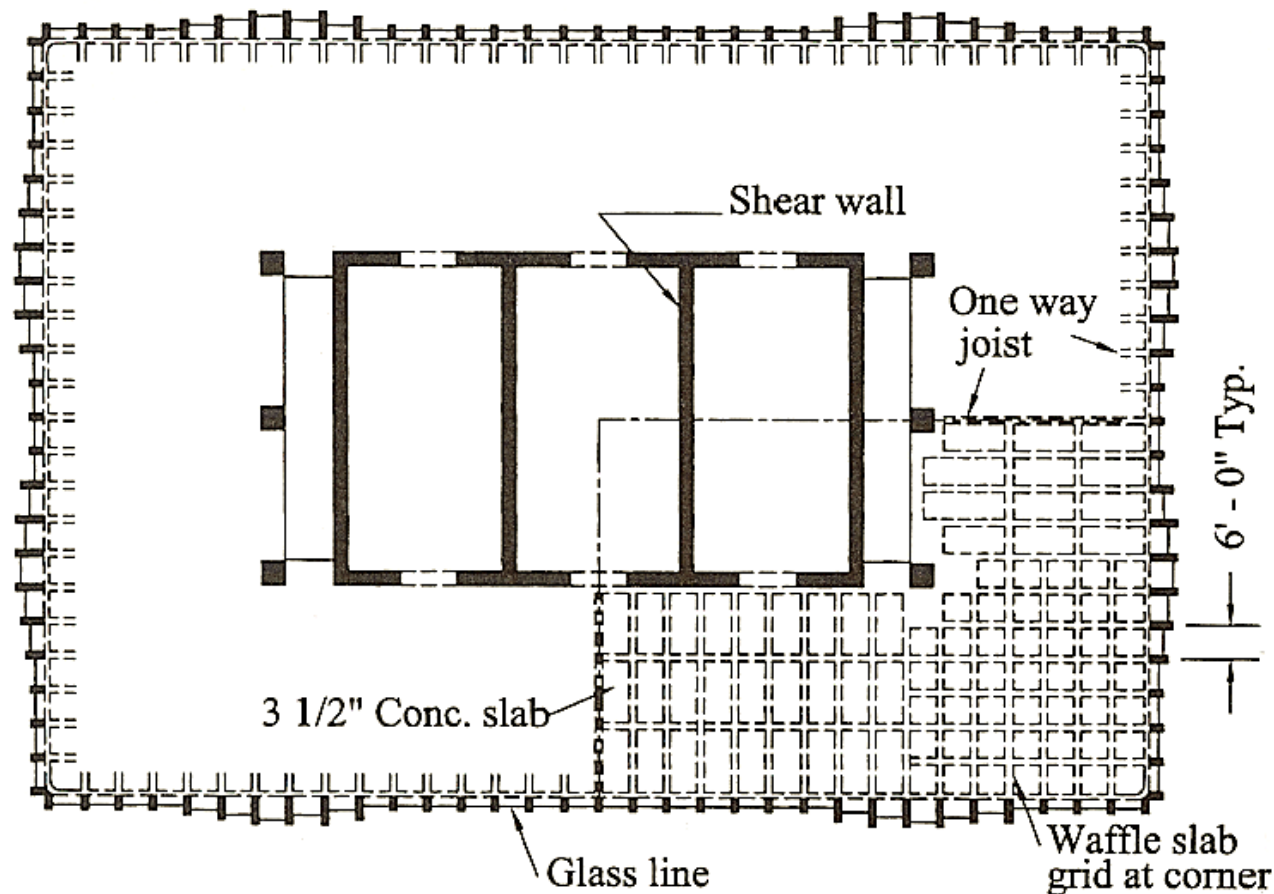 Shear wall
One way
joist
6' - 0" Typ.
3 1/2" Conc. slab
Glass line
Waffle slab
grid at corner